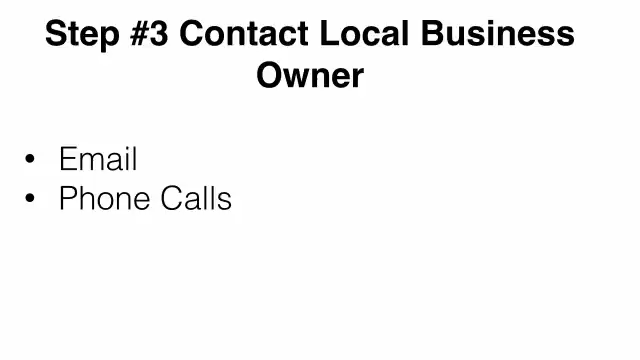 Step #3 Contact Local Business
Owner
• Email
• Phone Calls